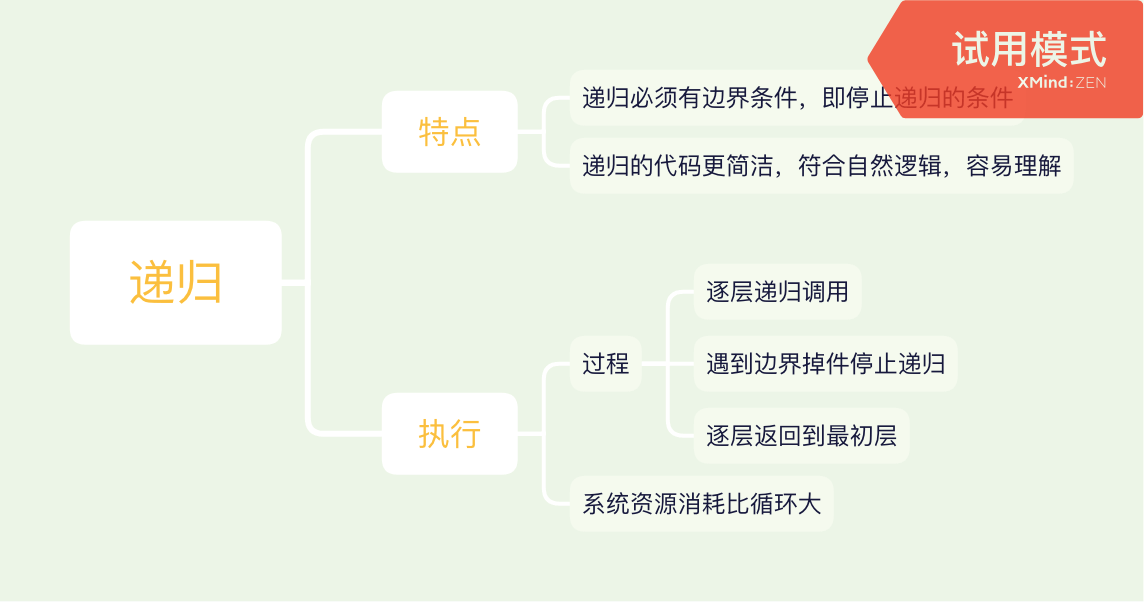 试用模式
XMind:ZEN
递归必须有边界条件，即停止递归的条件
特点
递归的代码更简洁，符合自然逻辑，容易理解
递归
逐层递归调用
过程
遇到边界掉件停止递归
执行
逐层返回到最初层
系统资源消耗比循环大